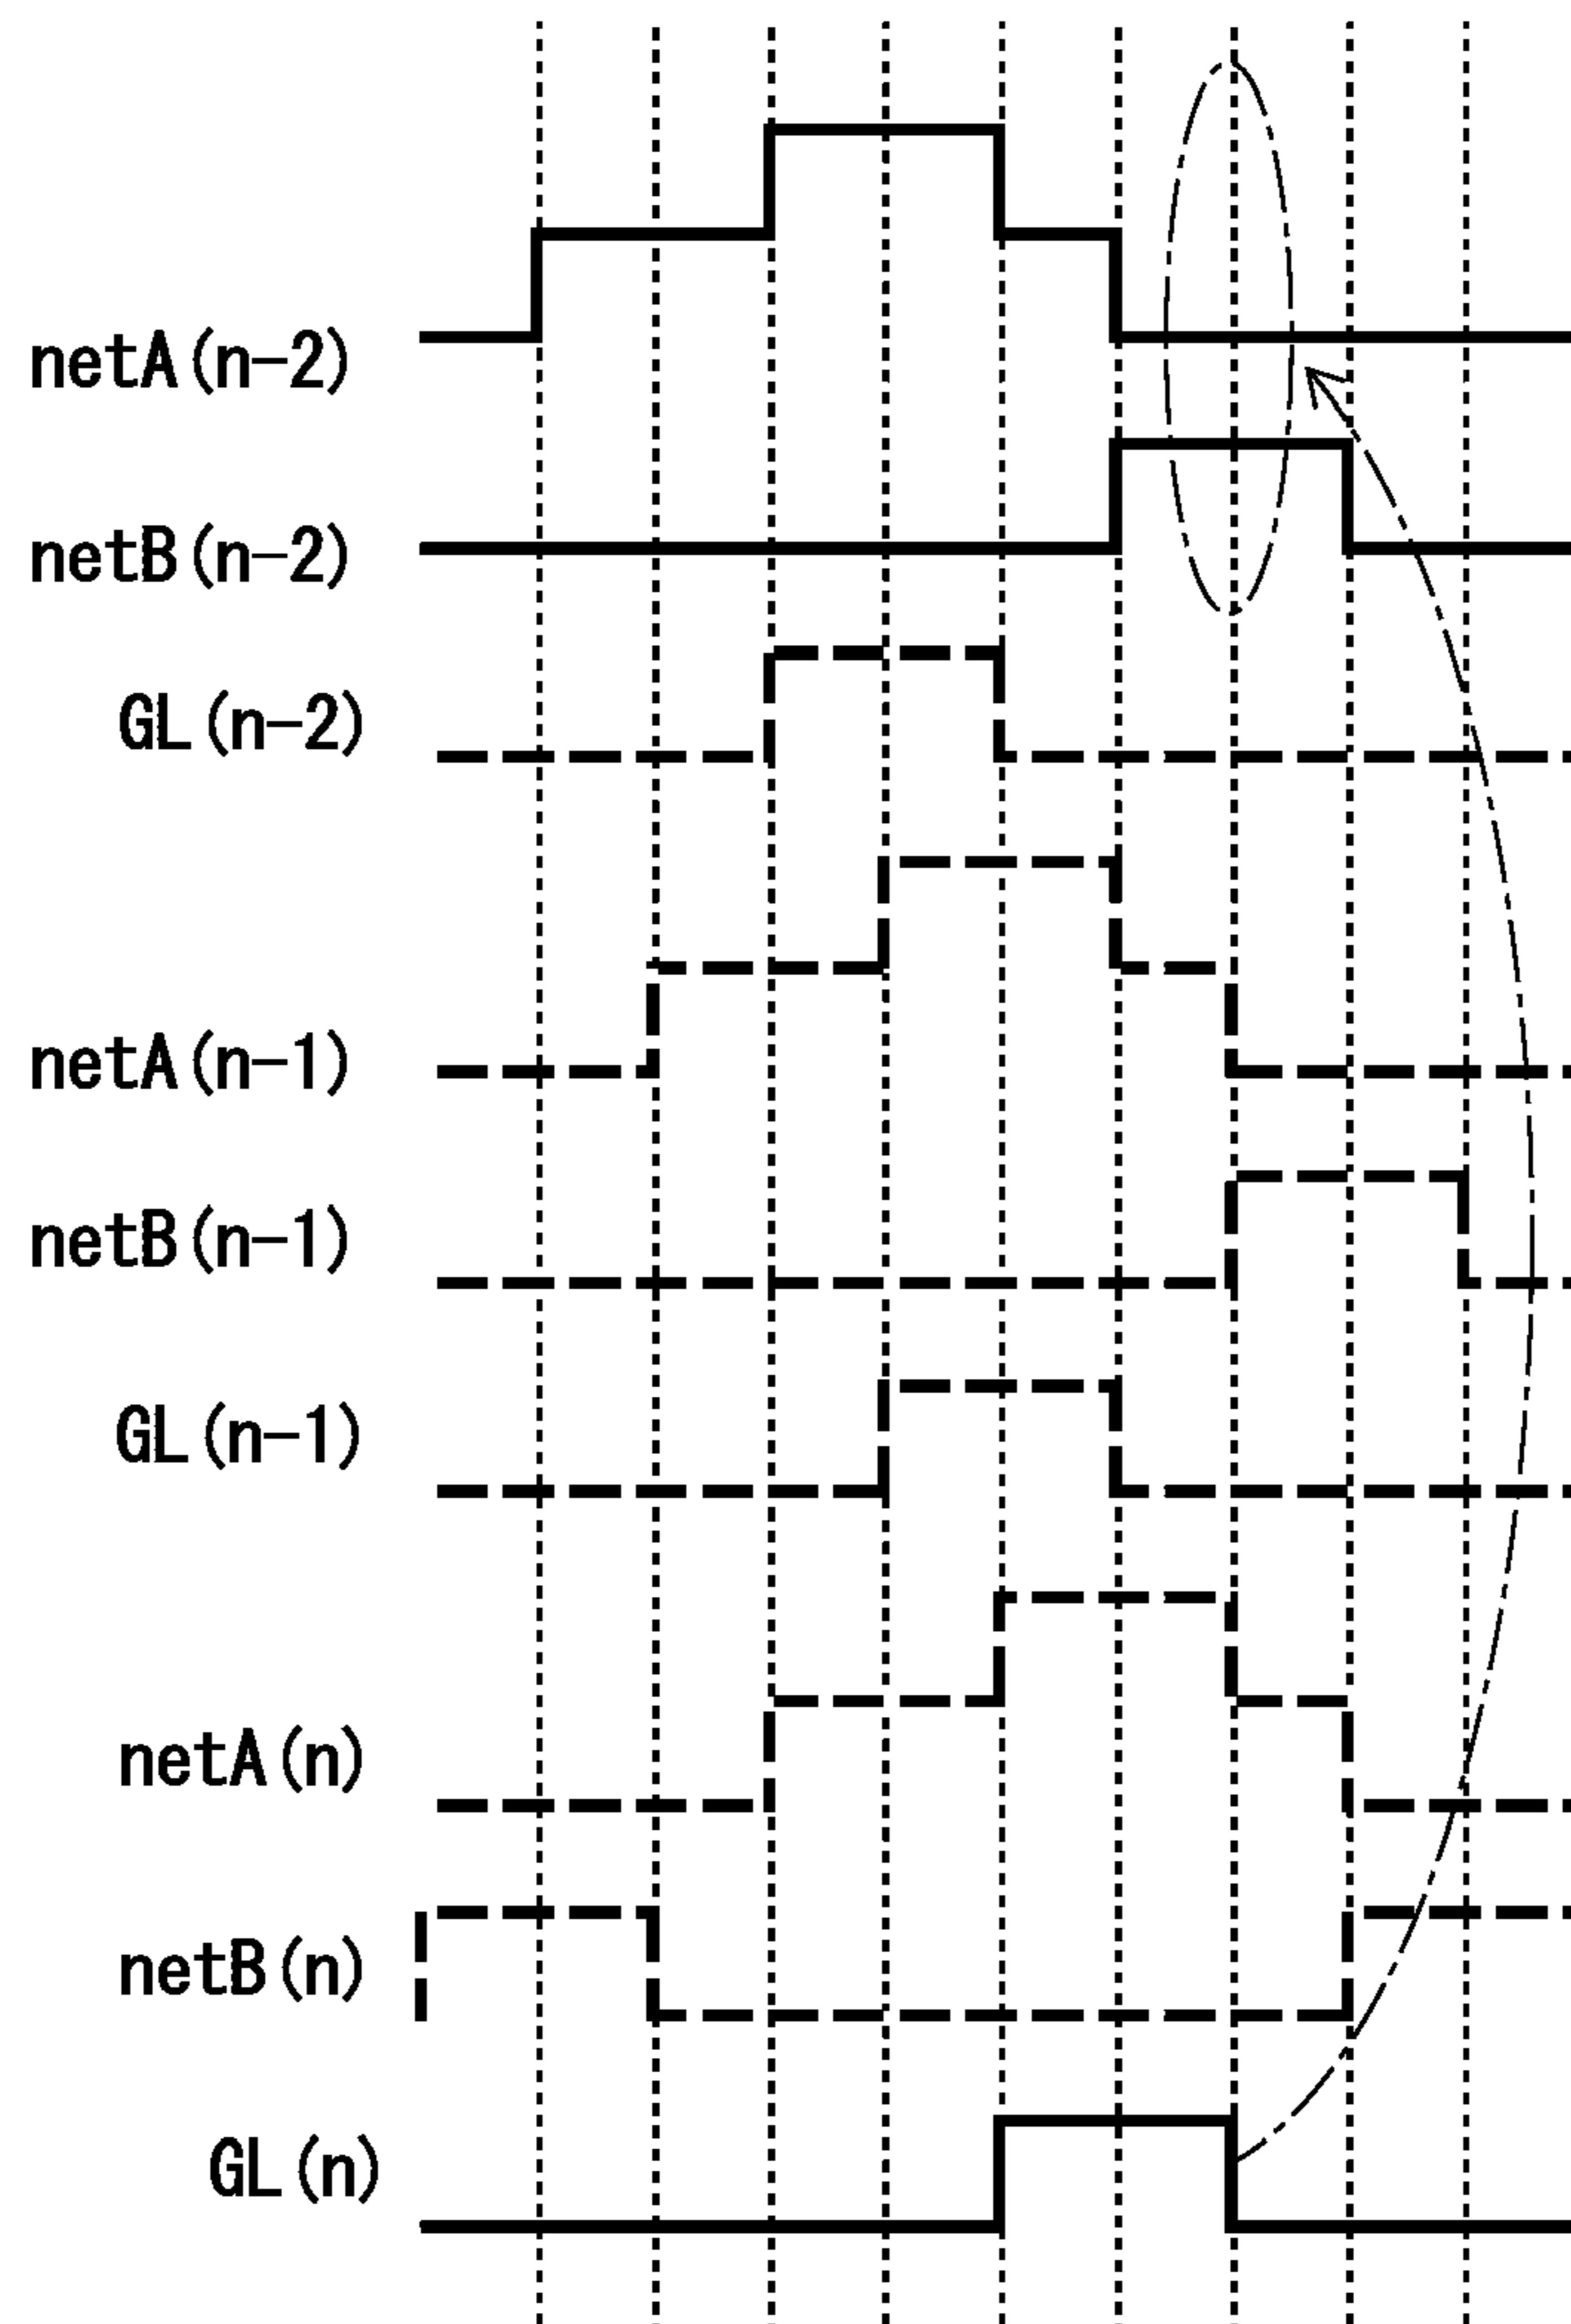 netA(n-2)
netB(n-2)
GL(n-2)
netA(n-1)
netB(n-1)
GL(n-1)
netA(n)
netB(n)
GL(n)